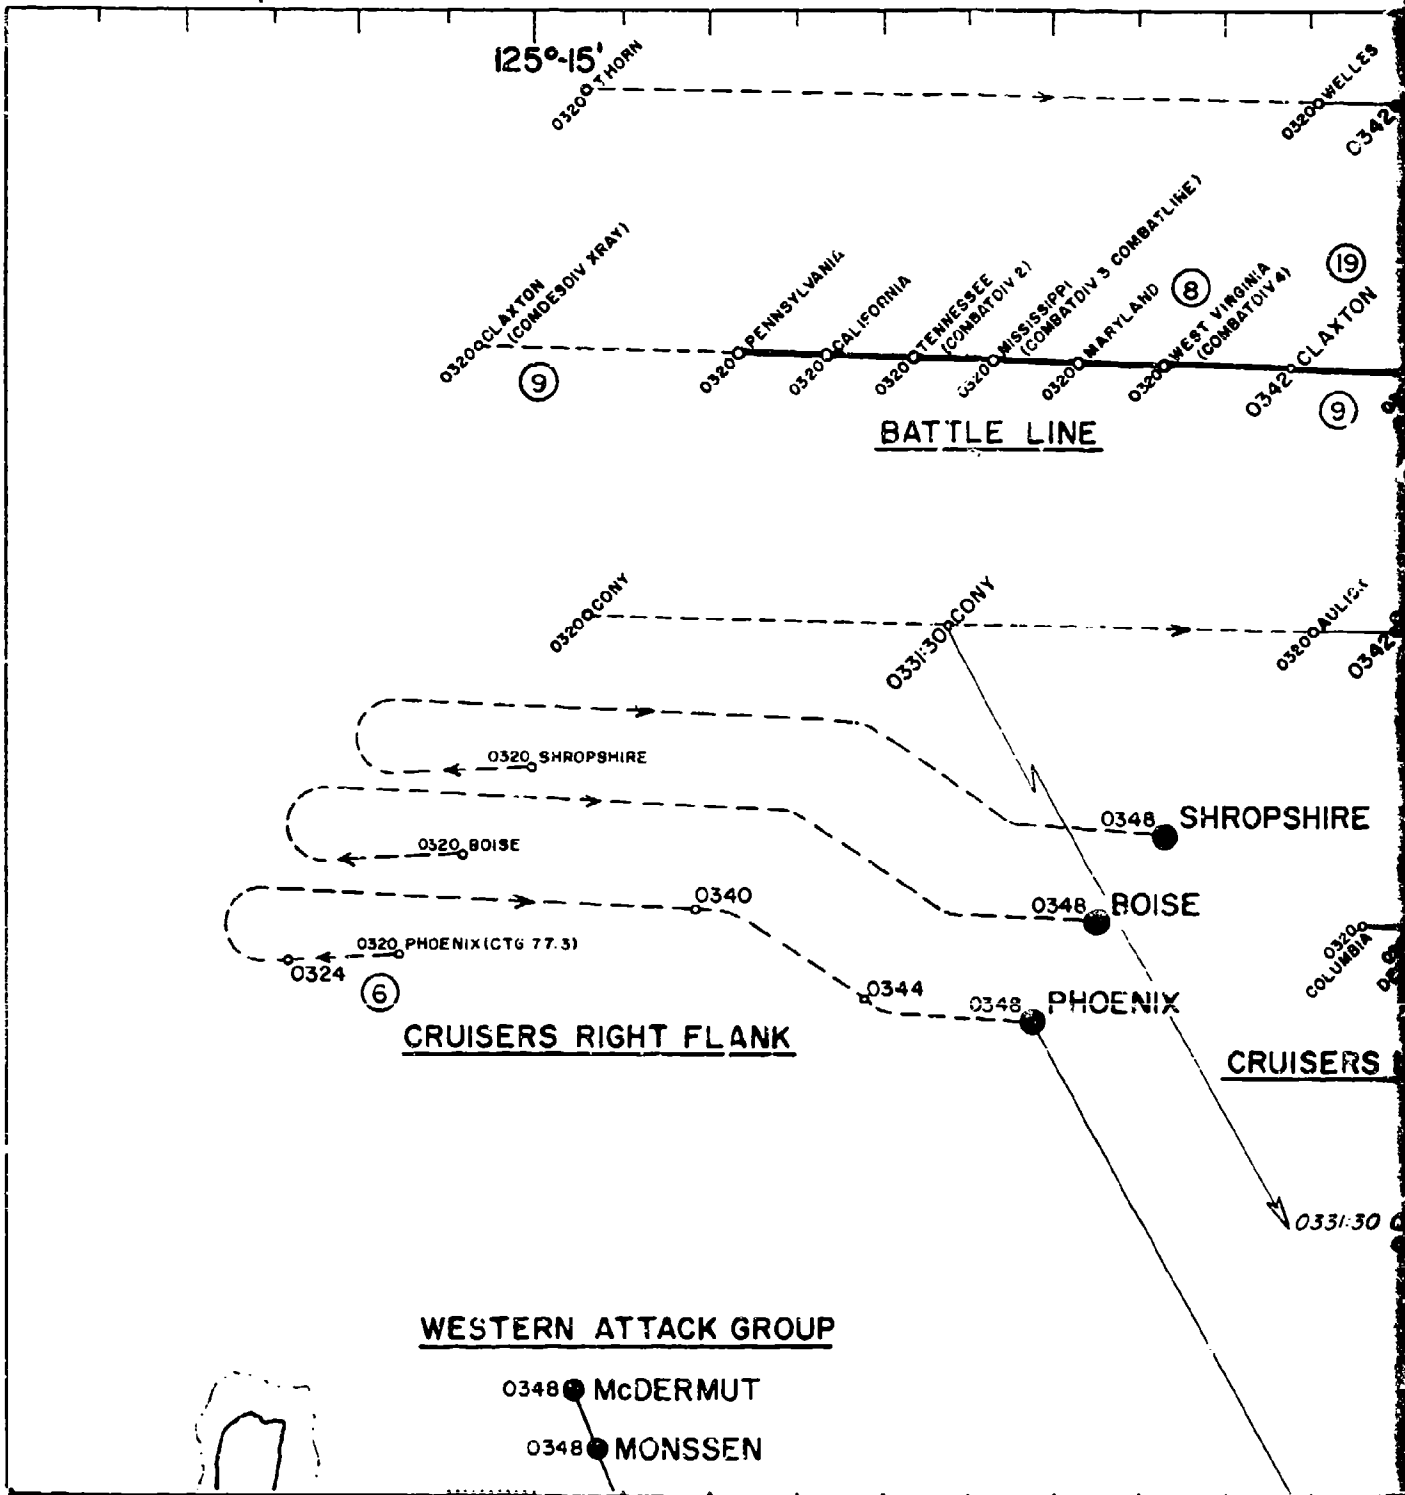 125°-15'
0320 THORN
0320 WELLES
0342
0320 CLAXTON
(COMDESDIV XRAY)
9
0320 PENNSYLVANIA
0320 CALIFORNIA
0320 TENNESSEE
(COMBATDIV 2)
0320 MISSISSIPPI
(COMBATDIV 3 COMBATLINE)
0320 MARYLAND
8
0320 WEST VIRGINIA
(COMBATDIV 4)
19
0342 CLAXTON
9
BATTLE LINE
0320 CONY
0331:30 CONY
0320 AULICK
0342
0320 SHROPSHIRE
0348 SHROPSHIRE
0320 BOISE
0348 BOISE
0340
0320 PHOENIX (CTG 77.3)
0324
6
0344
0348 PHOENIX
0320
COLUMBIA
CRUISERS RIGHT FLANK
CRUISERS
0331:30
WESTERN ATTACK GROUP
0348 McDERMUT
0348 MONSSEN